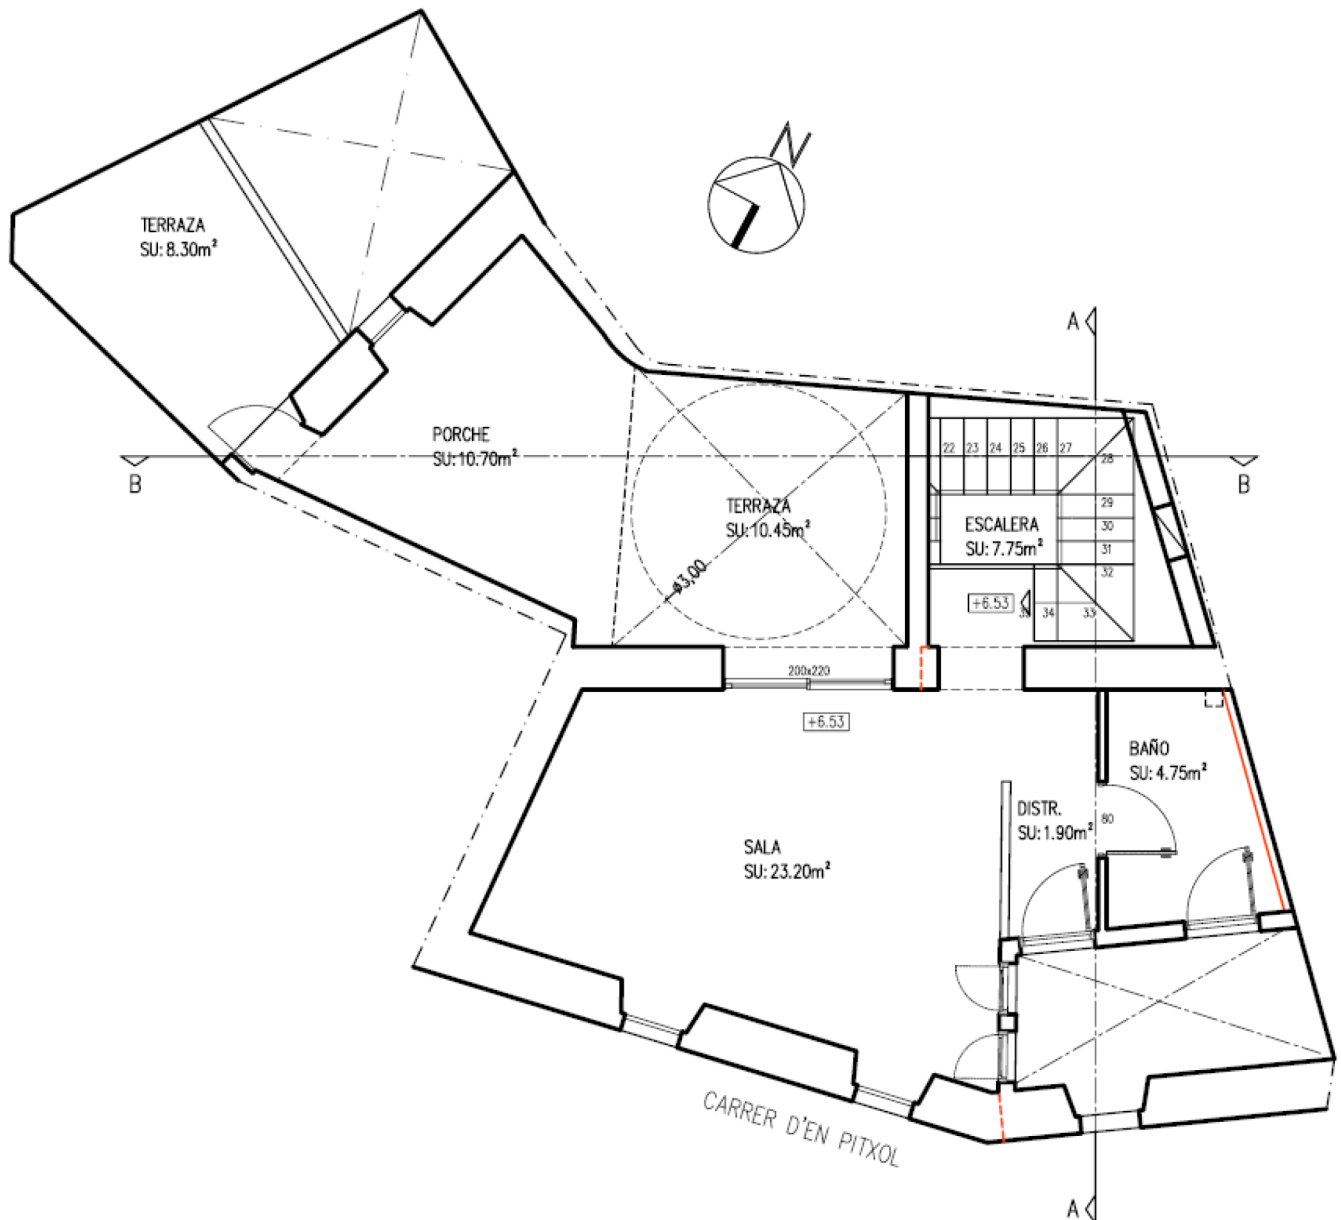 N
TERRAZA
SU: 8.30m²
A
PORCHE
SU: 10.70m²
B
B
22 23 24 25 26 27
28
29
30
31
32
TERRAZA
SU: 10.45m²
ESCALERA
SU: 7.75m²
ø3,00
+6.53
35 34 33
200x220
+6.53
BAÑO
SU: 4.75m²
DISTR.
SU: 1.90m²
80
SALA
SU: 23.20m²
CARRER D'EN PITXOL
A